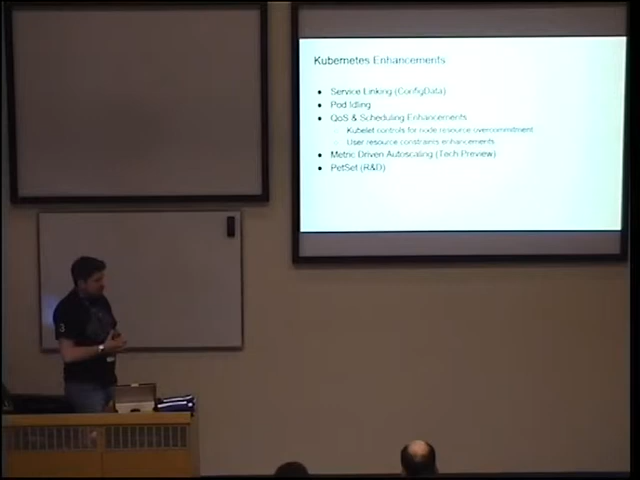 Kubernetes Enhancements
● Service Linking (ConfigData)
● Pod Idling
● QoS & Scheduling Enhancements
○ Kubelet controls for node resource overcommitment
○ User resource constraints enhancements
● Metric Driven Autoscaling (Tech Preview)
● PetSet (R&D)
3